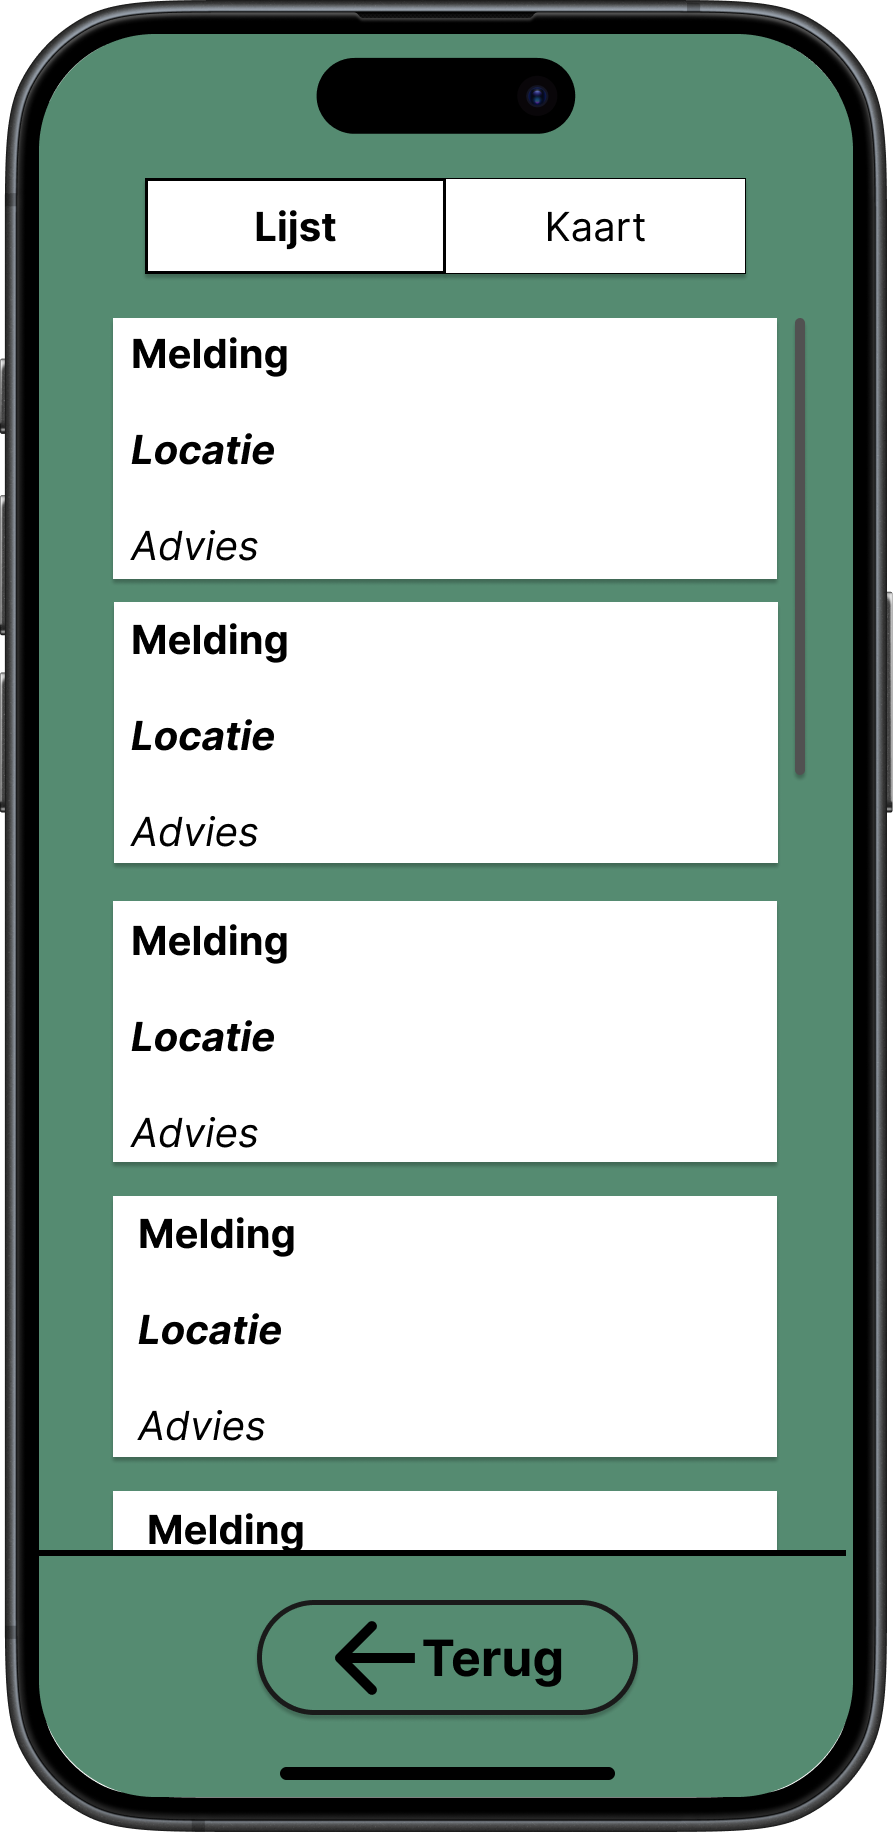 Lijst Kaart
Melding
Locatie
Advies
Melding
Locatie
Advies
Melding
Locatie
Advies
Melding
Locatie
Advies
Melding
Terug